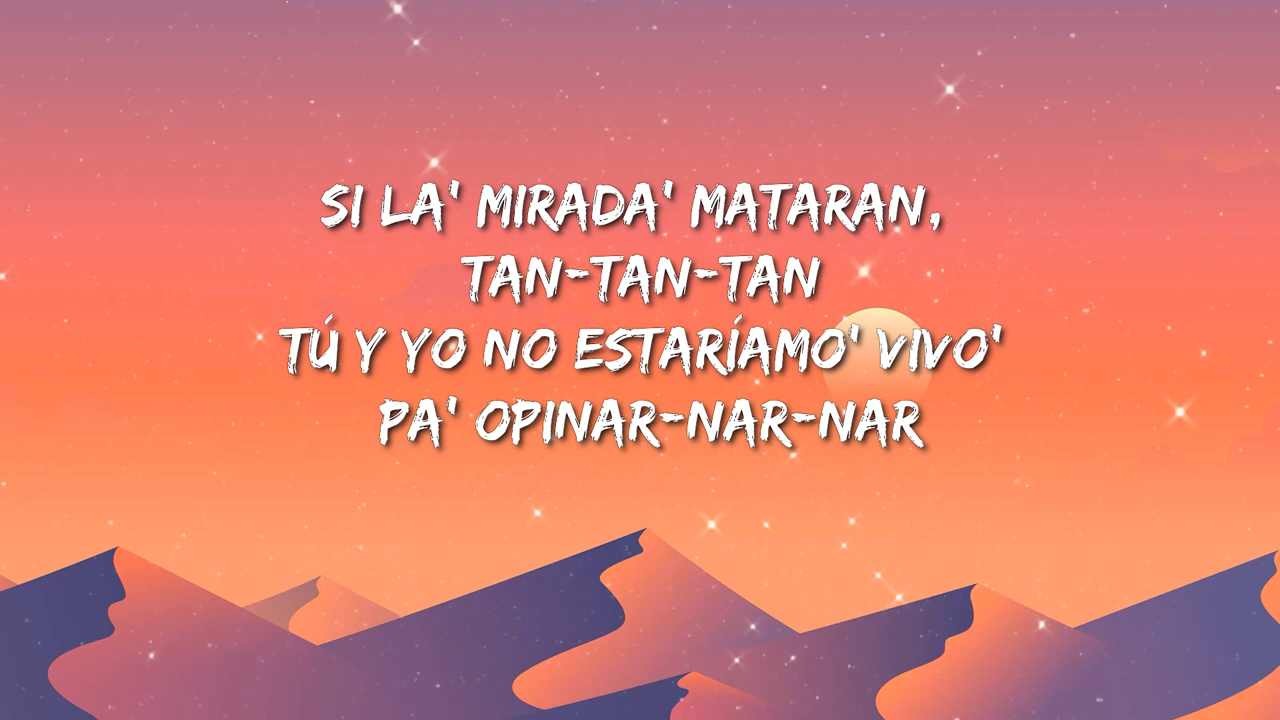 SI LA' MIRADA' MATARAN,
TAN-TAN-TAN
TÚ Y YO NO ESTARÍAMO' VIVO'
PA' OPINAR-NAR-NAR